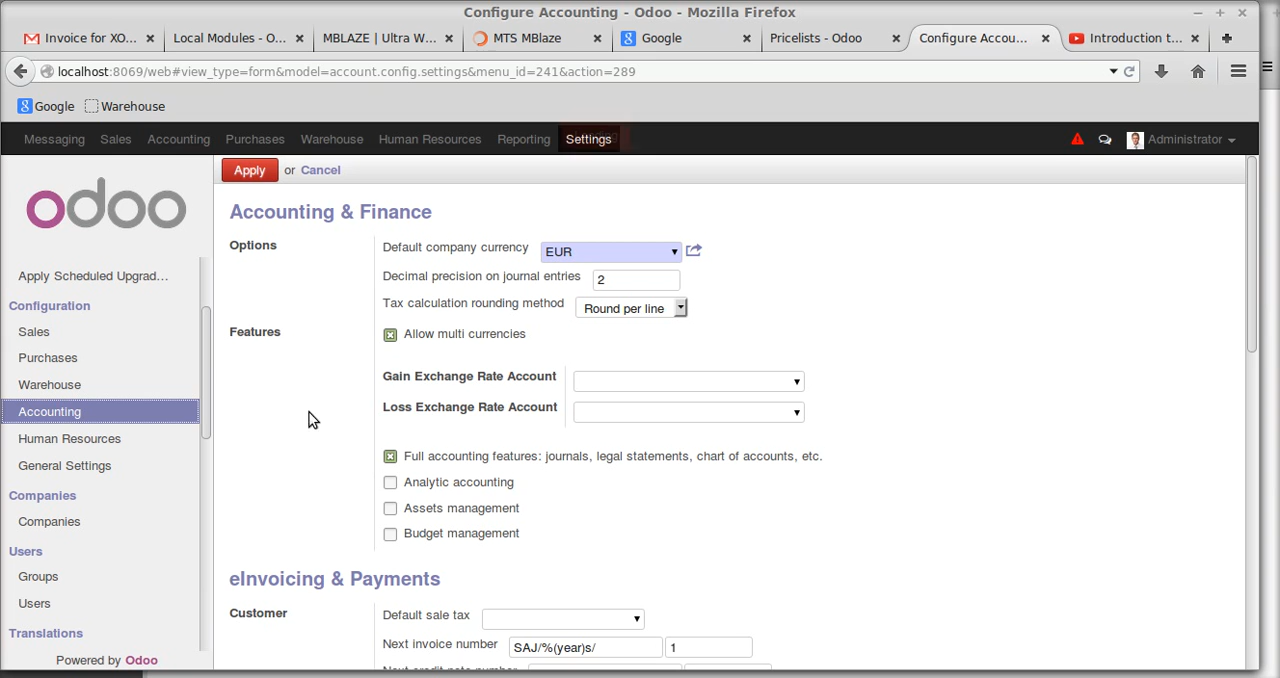 Configure Accounting - Odoo - Mozilla Firefox
Invoice for XO... Local Modules - O... MBLAZE | Ultra W... MTS MBlaze Google Pricelists - Odoo Configure Accou... Introduction t...
localhost:8069/web#view_type=form&model=account.config.settings&menu_id=241&action=289
Google Warehouse
Messaging Sales Accounting Purchases Warehouse Human Resources Reporting Settings Administrator
odoo
Apply Scheduled Upgrad...
Configuration
Sales
Purchases
Warehouse
Accounting
Human Resources
General Settings
Companies
Companies
Users
Groups
Users
Translations
Powered by Odoo
Apply or Cancel
Accounting & Finance
Options
Default company currency EUR
Decimal precision on journal entries 2
Tax calculation rounding method Round per line
Features
Allow multi currencies
Gain Exchange Rate Account
Loss Exchange Rate Account
Full accounting features: journals, legal statements, chart of accounts, etc.
Analytic accounting
Assets management
Budget management
eInvoicing & Payments
Customer
Default sale tax
Next invoice number SAJ/%(year)s/ 1
Next credit note number